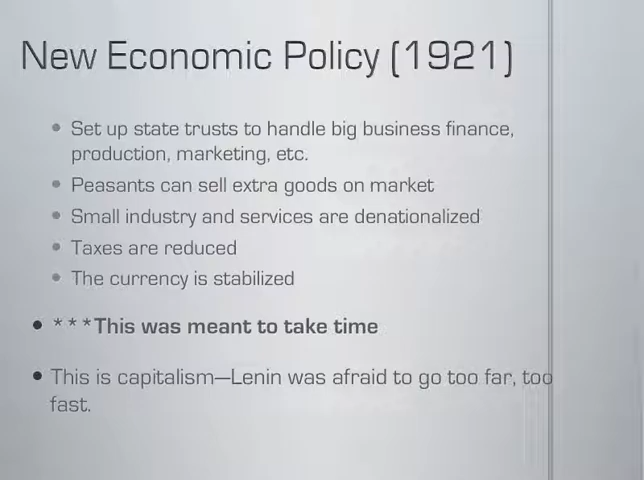 New Economic Policy (1921)
Set up state trusts to handle big business finance,
production, marketing, etc.
Peasants can sell extra goods on market
Small industry and services are denationalized
Taxes are reduced
The currency is stabilized
***This was meant to take time
This is capitalism—Lenin was afraid to go too far, too
fast.